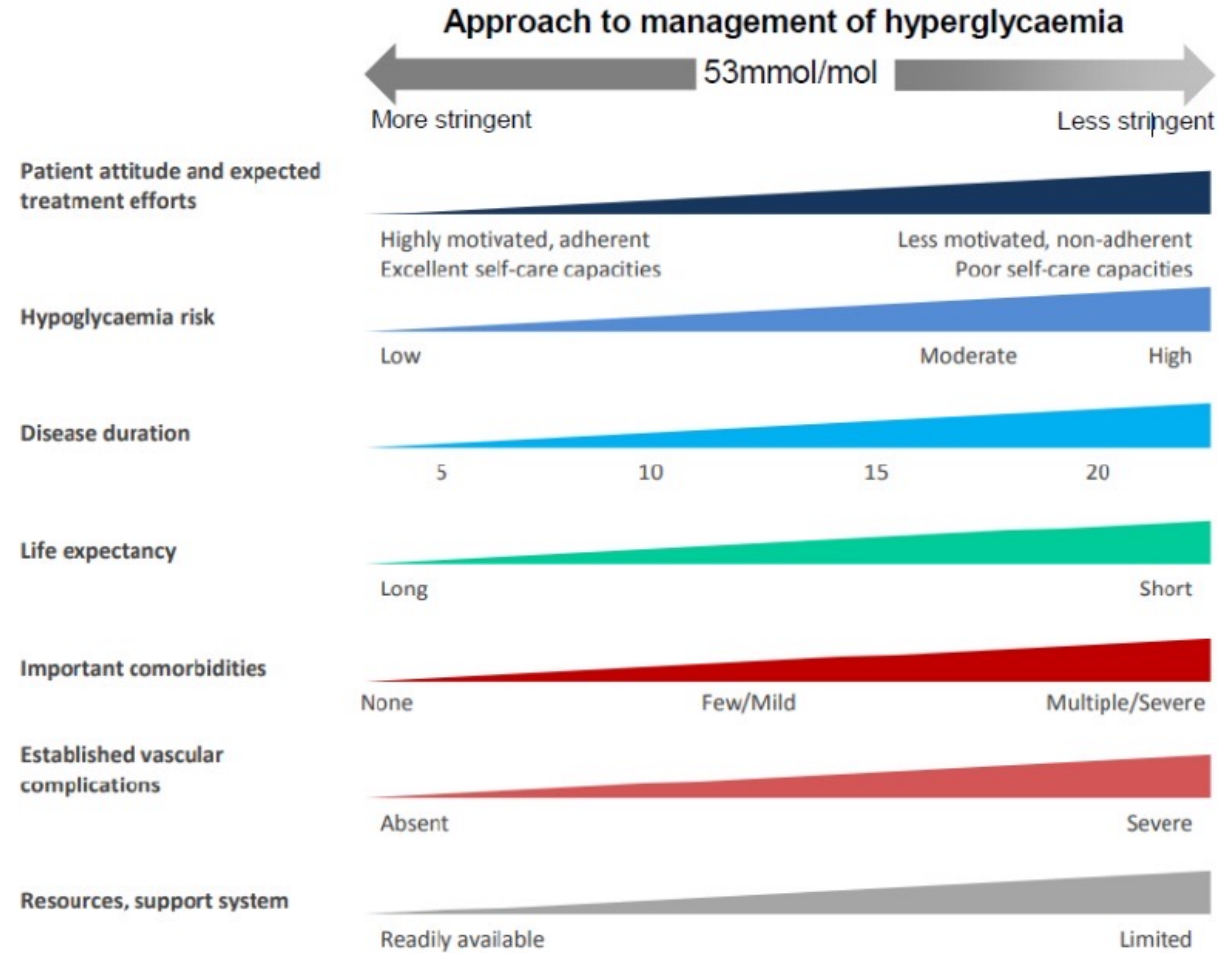 Approach to management of hyperglycaemia
53mmol/mol
More stringent
Less stringent
Patient attitude and expected
treatment efforts
Highly motivated, adherent
Less motivated, non-adherent
Excellent self-care capacities
Poor self-care capacities
Hypoglycaemia risk
Low
Moderate
High
Disease duration
5
10
15
20
Life expectancy
Long
Short
Important comorbidities
None
Few/Mild
Multiple/Severe
Established vascular
complications
Absent
Severe
Resources, support system
Readily available
Limited